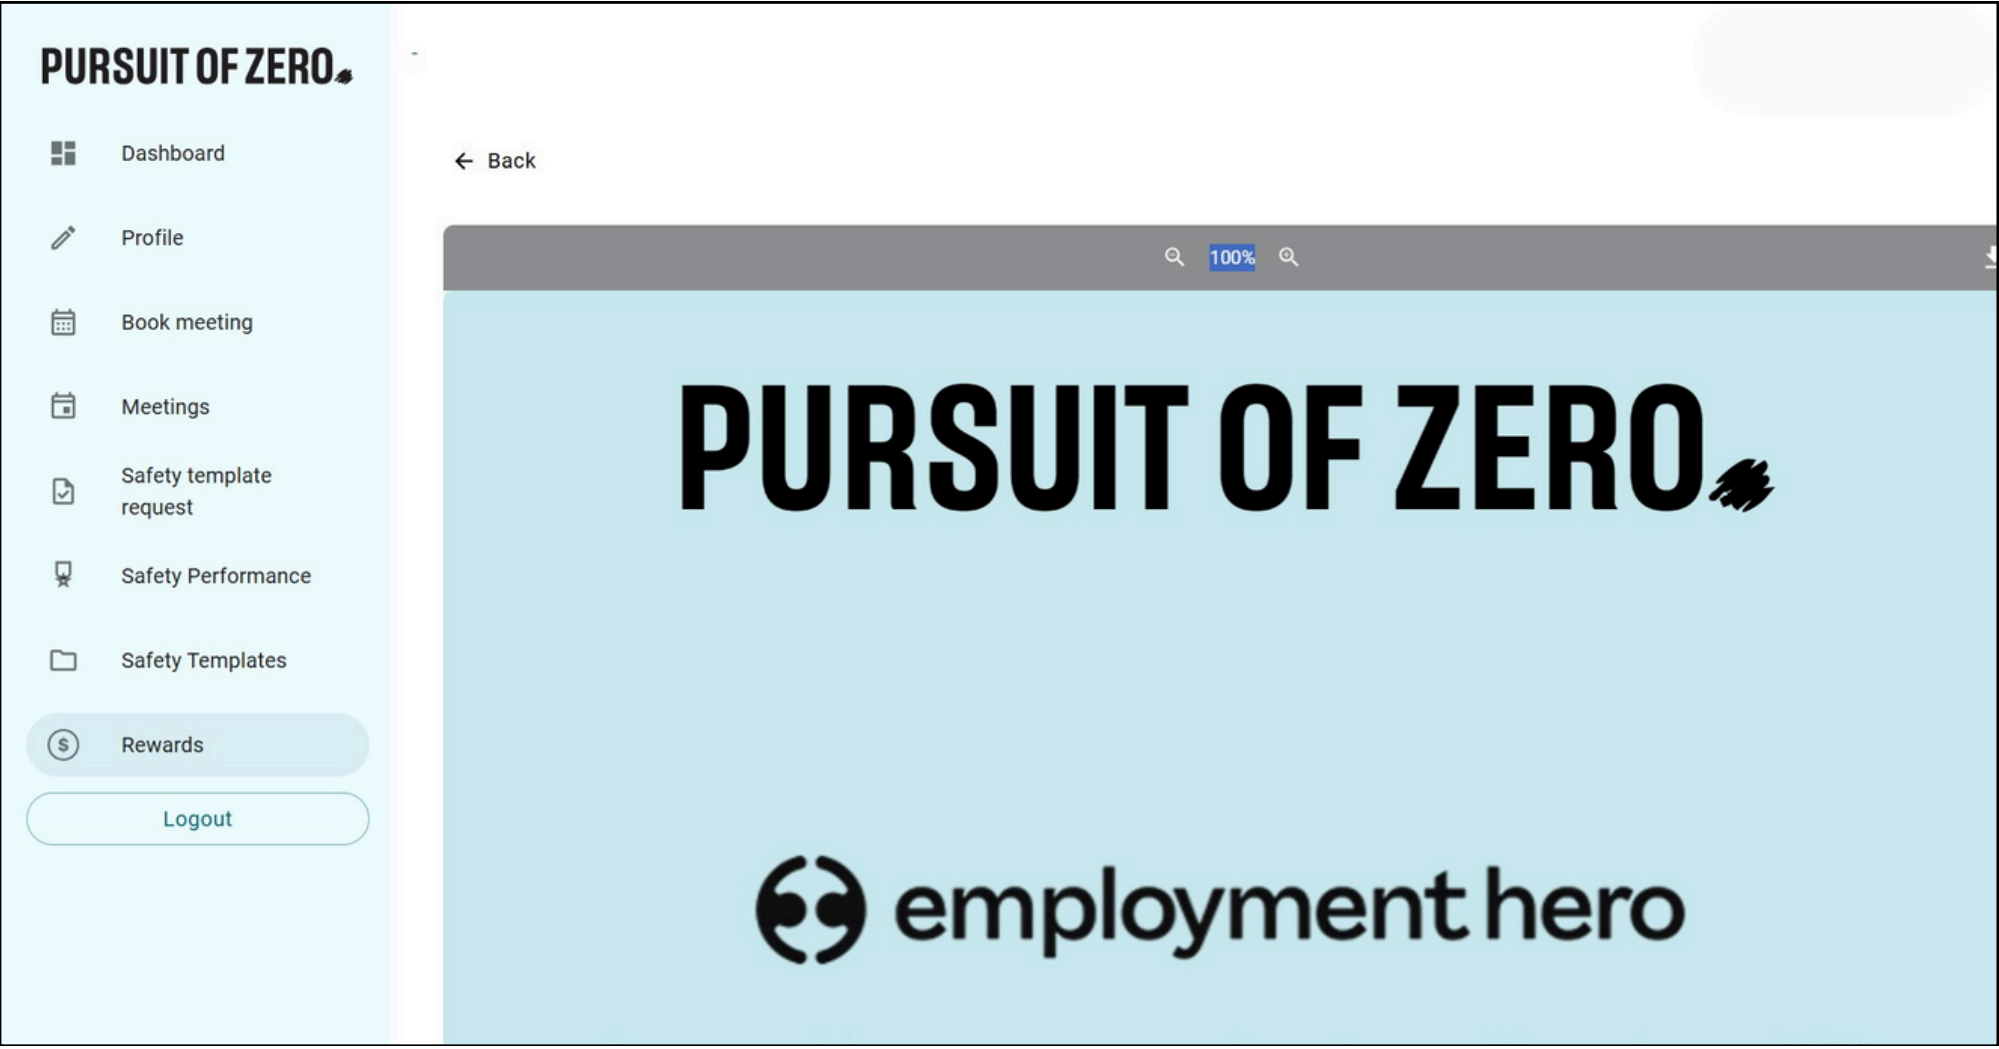 PURSUIT OF ZERO
Dashboard
Profile
Book meeting
Meetings
Safety template
request
Safety Performance
Safety Templates
$
Rewards
Logout
-
Back
100%
PURSUIT OF ZERO
employment hero